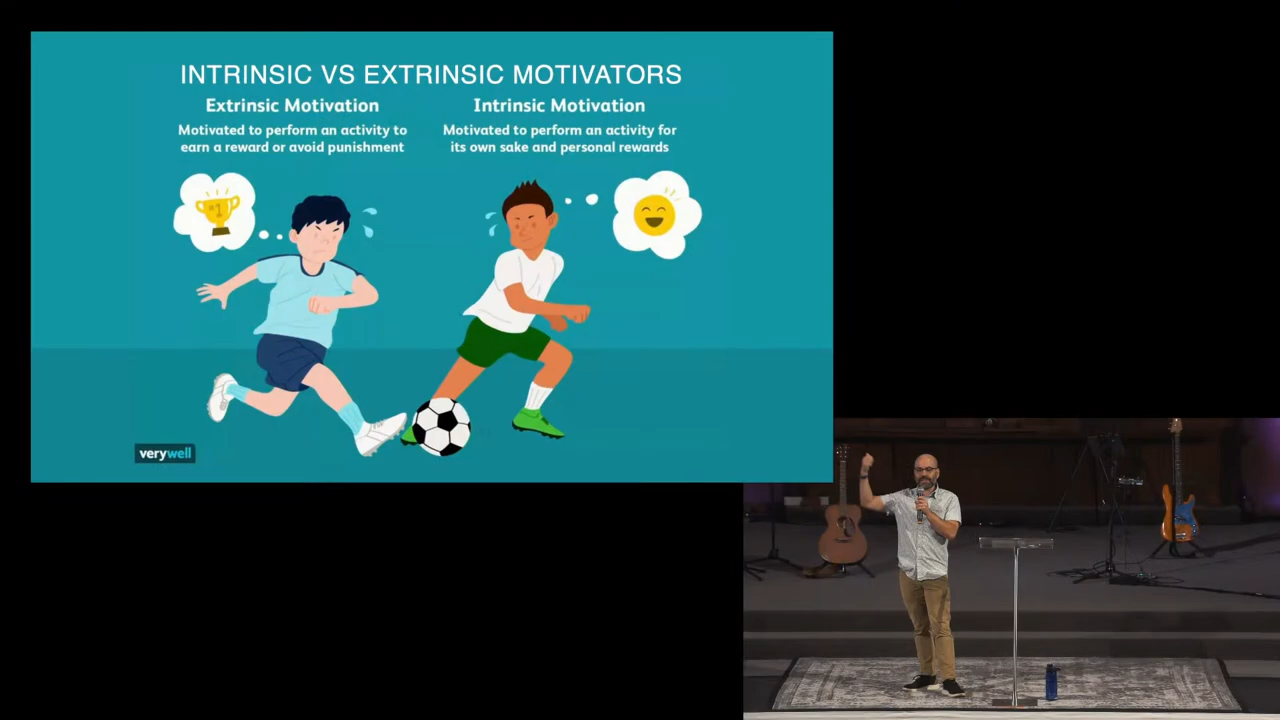 INTRINSIC VS EXTRINSIC MOTIVATORS
Extrinsic Motivation
Motivated to perform an activity to
earn a reward or avoid punishment
Intrinsic Motivation
Motivated to perform an activity for
its own sake and personal rewards
1
verywell